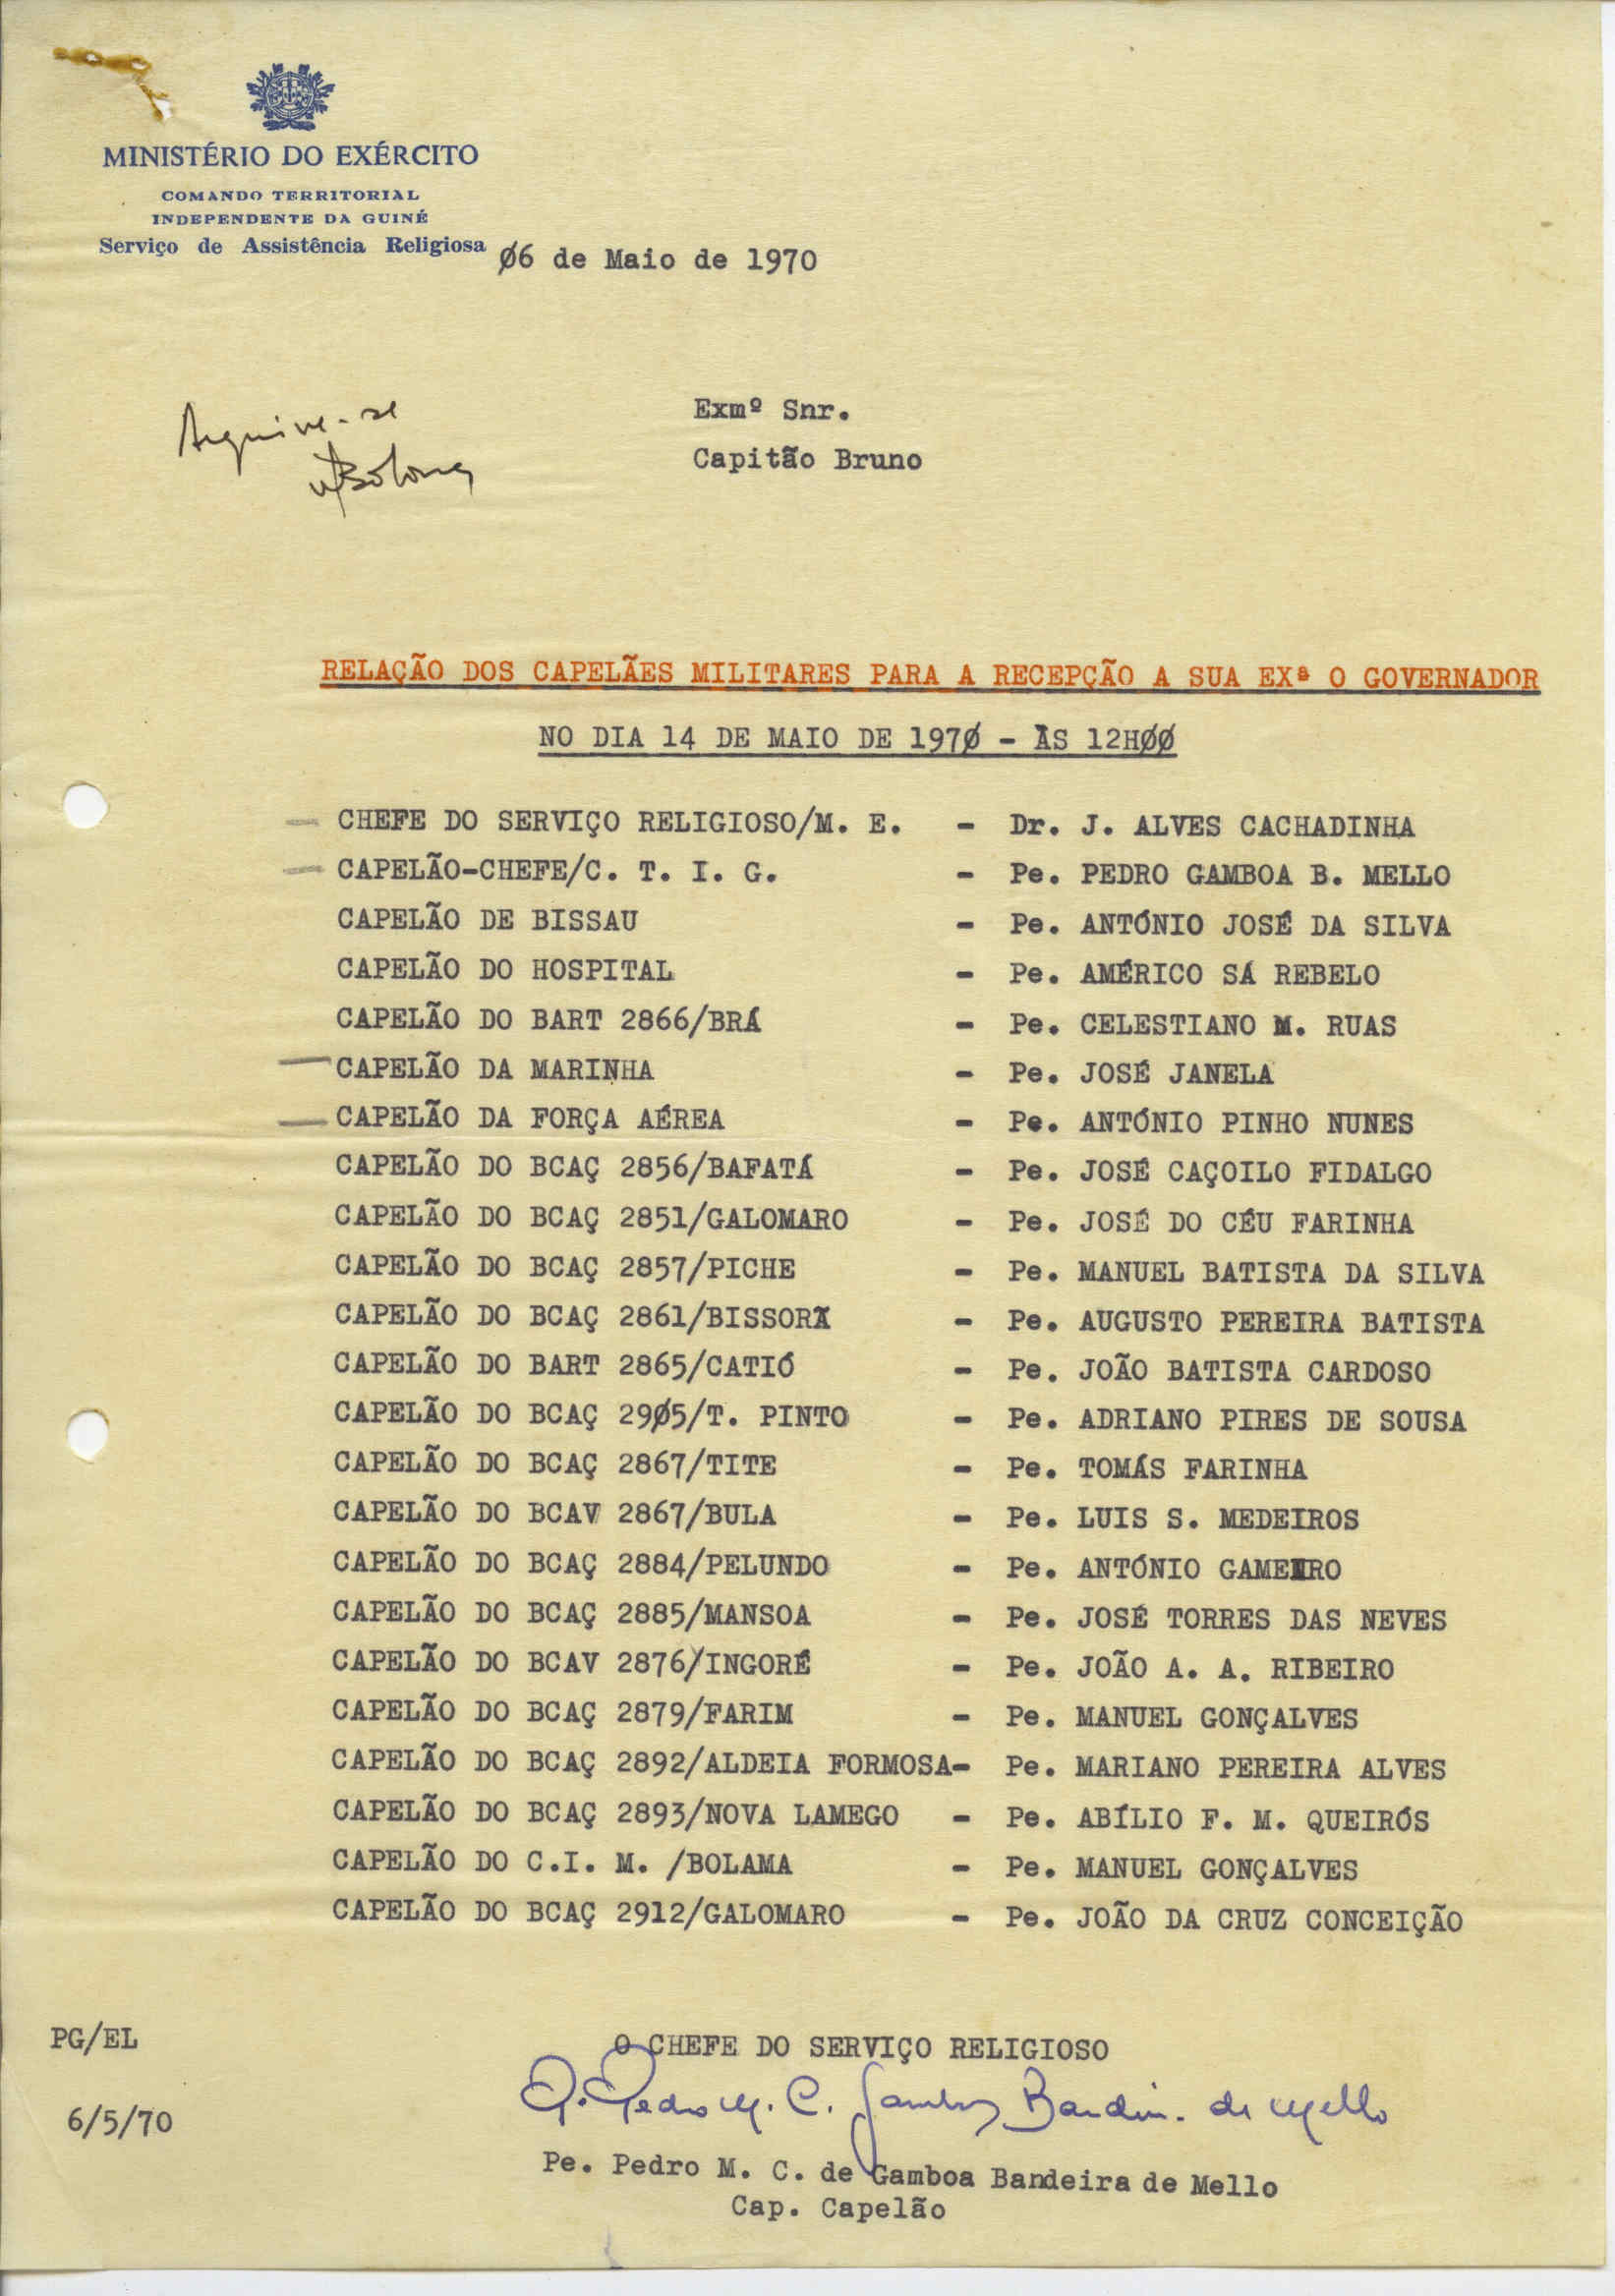 MINISTÉRIO DO EXÉRCITO
COMANDO TERRITORIAL
INDEPENDENTE DA GUINÉ
Serviço de Assistência Religiosa
06 de Maio de 1970
Exmº Snr.
Capitão Bruno
Arquive-se
RELAÇÃO DOS CAPELÃES MILITARES PARA A RECEPÇÃO A SUA EXª O GOVERNADOR
NO DIA 14 DE MAIO DE 1970 - ÀS 12H00
CHEFE DO SERVIÇO RELIGIOSO/M. E. - Dr. J. ALVES CACHADINHA
CAPELÃO-CHEFE/C. T. I. G. - Pe. PEDRO GAMBOA B. MELLO
CAPELÃO DE BISSAU - Pe. ANTÓNIO JOSÉ DA SILVA
CAPELÃO DO HOSPITAL - Pe. AMÉRICO SÁ REBELO
CAPELÃO DO BART 2866/BRÁ - Pe. CELESTIANO M. RUAS
CAPELÃO DA MARINHA - Pe. JOSÉ JANELA
CAPELÃO DA FORÇA AÉREA - Pe. ANTÓNIO PINHO NUNES
CAPELÃO DO BCAÇ 2856/BAFATÁ - Pe. JOSÉ CAÇOILO FIDALGO
CAPELÃO DO BCAÇ 2851/GALOMARO - Pe. JOSÉ DO CÉU FARINHA
CAPELÃO DO BCAÇ 2857/PICHE - Pe. MANUEL BATISTA DA SILVA
CAPELÃO DO BCAÇ 2861/BISSORÃ - Pe. AUGUSTO PEREIRA BATISTA
CAPELÃO DO BART 2865/CATIÓ - Pe. JOÃO BATISTA CARDOSO
CAPELÃO DO BCAÇ 2905/T. PINTO - Pe. ADRIANO PIRES DE SOUSA
CAPELÃO DO BCAÇ 2867/TITE - Pe. TOMÁS FARINHA
CAPELÃO DO BCAV 2867/BULA - Pe. LUIS S. MEDEIROS
CAPELÃO DO BCAÇ 2884/PELUNDO - Pe. ANTÓNIO GAMEIRO
CAPELÃO DO BCAÇ 2885/MANSOA - Pe. JOSÉ TORRES DAS NEVES
CAPELÃO DO BCAV 2876/INGORÉ - Pe. JOÃO A. A. RIBEIRO
CAPELÃO DO BCAÇ 2879/FARIM - Pe. MANUEL GONÇALVES
CAPELÃO DO BCAÇ 2892/ALDEIA FORMOSA- Pe. MARIANO PEREIRA ALVES
CAPELÃO DO BCAÇ 2893/NOVA LAMEGO - Pe. ABÍLIO F. M. QUEIRÓS
CAPELÃO DO C.I. M. /BOLAMA - Pe. MANUEL GONÇALVES
CAPELÃO DO BCAÇ 2912/GALOMARO - Pe. JOÃO DA CRUZ CONCEIÇÃO
PG/EL
O CHEFE DO SERVIÇO RELIGIOSO
P. Pedro M. C. Gamboa Bandeira de Mello
6/5/70
Pe. Pedro M. C. de Gamboa Bandeira de Mello
Cap. Capelão